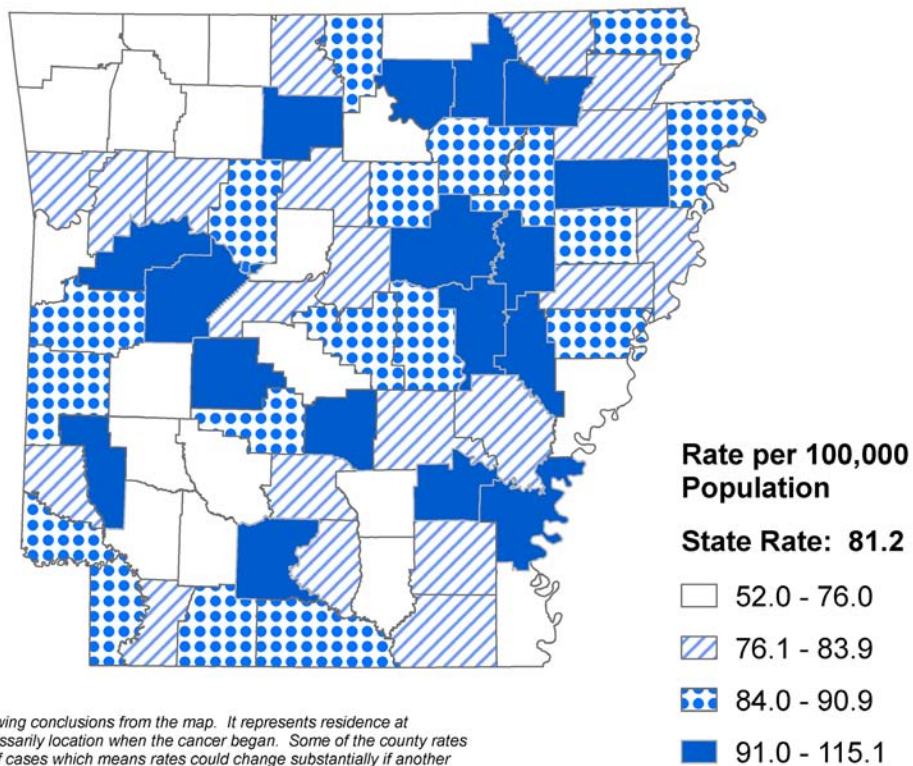 Rate per 100,000
Population
State Rate: 81.2
52.0 - 76.0
76.1 - 83.9
84.0 - 90.9
91.0 - 115.1
conclusions from the map. It represents residence at
location when the cancer began. Some of the county rates
cases which means rates could change substantially if another